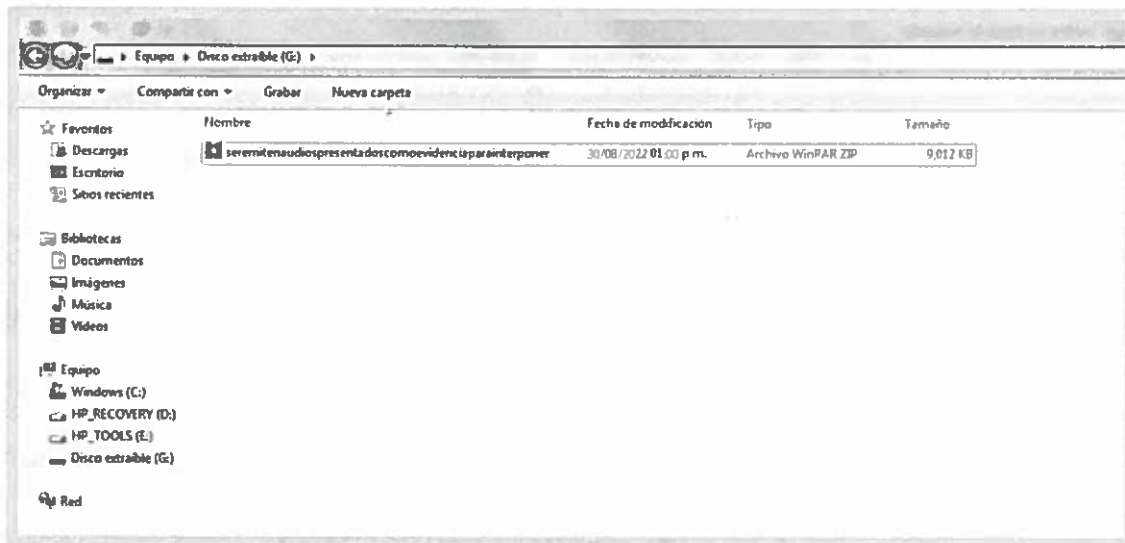 Equipo ▸ Disco extraíble (G:) ▸
Organizar Compartir con Grabar Nueva carpeta
Nombre Fecha de modificación Tipo Tamaño
seremitenaudiospresentadoscomoevidenciaparainterponer 30/08/2022 01:00 p.m. Archivo WinRAR ZIP 9,012 KB
Favoritos
Descargas
Escritorio
Sitios recientes
Bibliotecas
Documentos
Imágenes
Música
Vídeos
Equipo
Windows (C:)
HP_RECOVERY (D:)
HP_TOOLS (E:)
Disco extraíble (G:)
Red